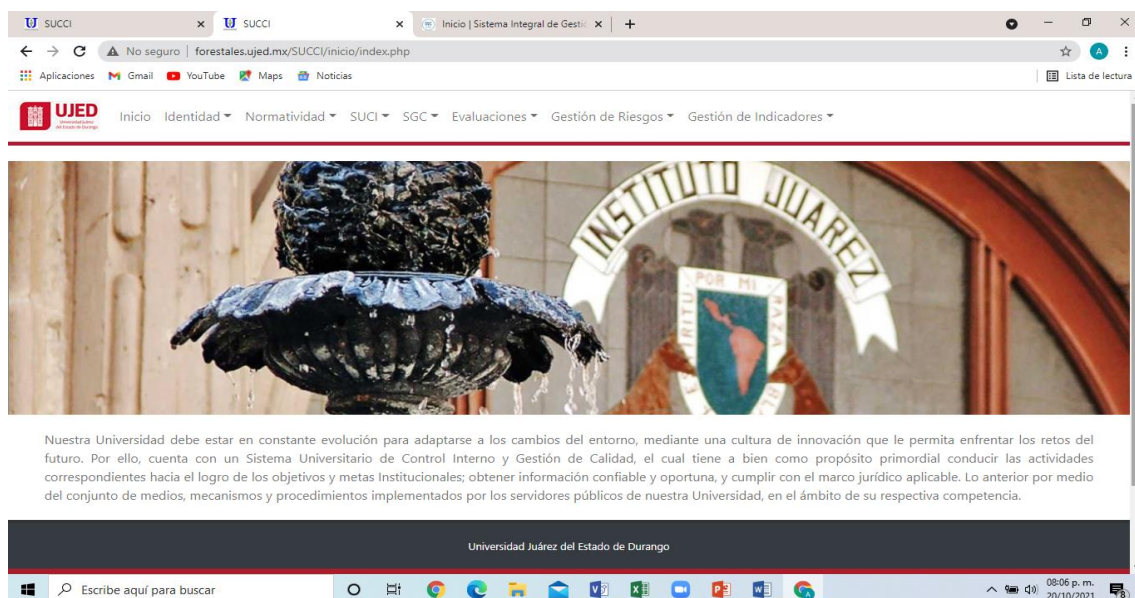 SUCCI
SUCCI
Inicio | Sistema Integral de Gestió
No seguro | forestales.ujed.mx/SUCCI/inicio/index.php
A
Aplicaciones Gmail YouTube Maps Noticias Lista de lectura
UJED
Universidad Juárez
del Estado de Durango
Inicio Identidad Normatividad SUCI SGC Evaluaciones Gestión de Riesgos Gestión de Indicadores
INSTITUTO JUAREZ
POR MI RAZA
Nuestra Universidad debe estar en constante evolución para adaptarse a los cambios del entorno, mediante una cultura de innovación que le permita enfrentar los retos del
futuro. Por ello, cuenta con un Sistema Universitario de Control Interno y Gestión de Calidad, el cual tiene a bien como propósito primordial conducir las actividades
correspondientes hacia el logro de los objetivos y metas Institucionales; obtener información confiable y oportuna, y cumplir con el marco jurídico aplicable. Lo anterior por medio
del conjunto de medios, mecanismos y procedimientos implementados por los servidores públicos de nuestra Universidad, en el ámbito de su respectiva competencia.
Universidad Juárez del Estado de Durango
Escribe aquí para buscar
08:06 p. m.
20/10/2021